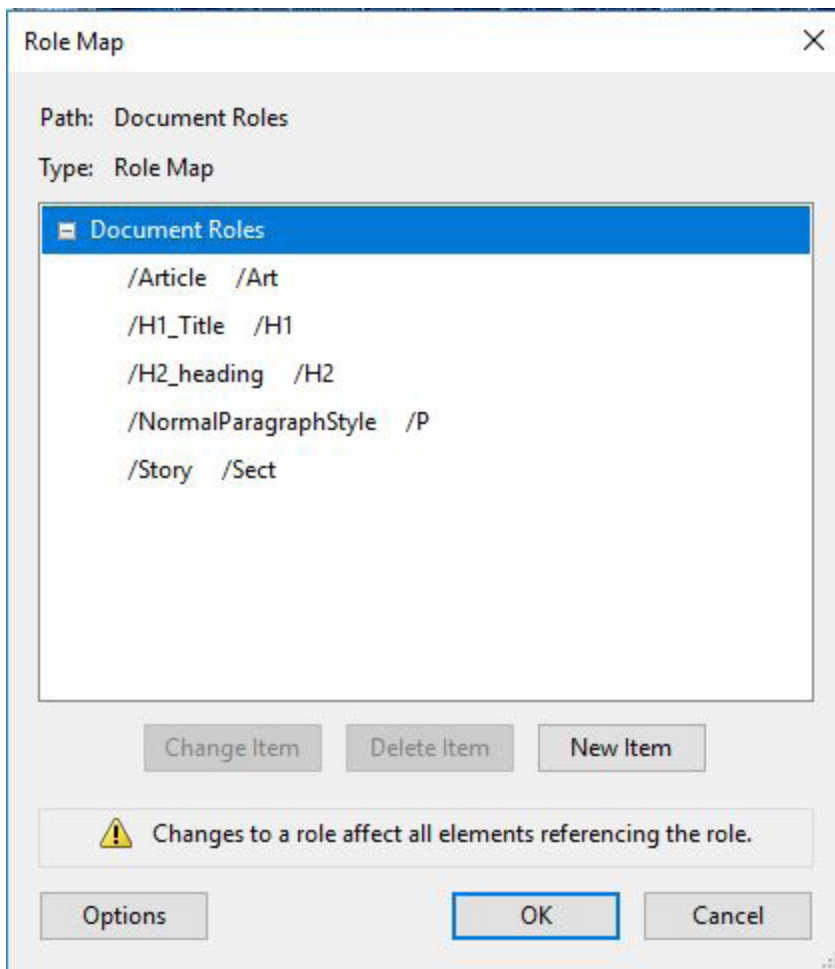 Role Map
Path: Document Roles
Type: Role Map
Document Roles
/Article /Art
/H1_Title /H1
/H2_heading /H2
/NormalParagraphStyle /P
/Story /Sect
Change Item Delete Item New Item
Changes to a role affect all elements referencing the role.
Options OK Cancel